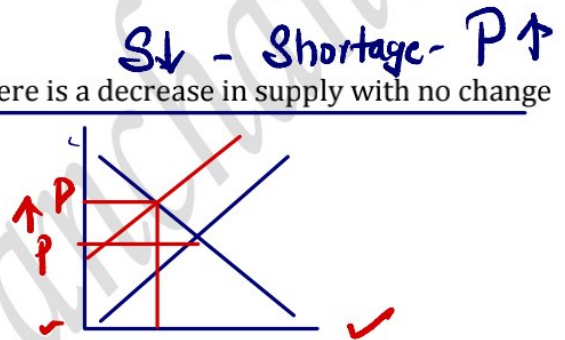 S↓ - Shortage - P↑
ere is a decrease in supply with no change
P
↑ P